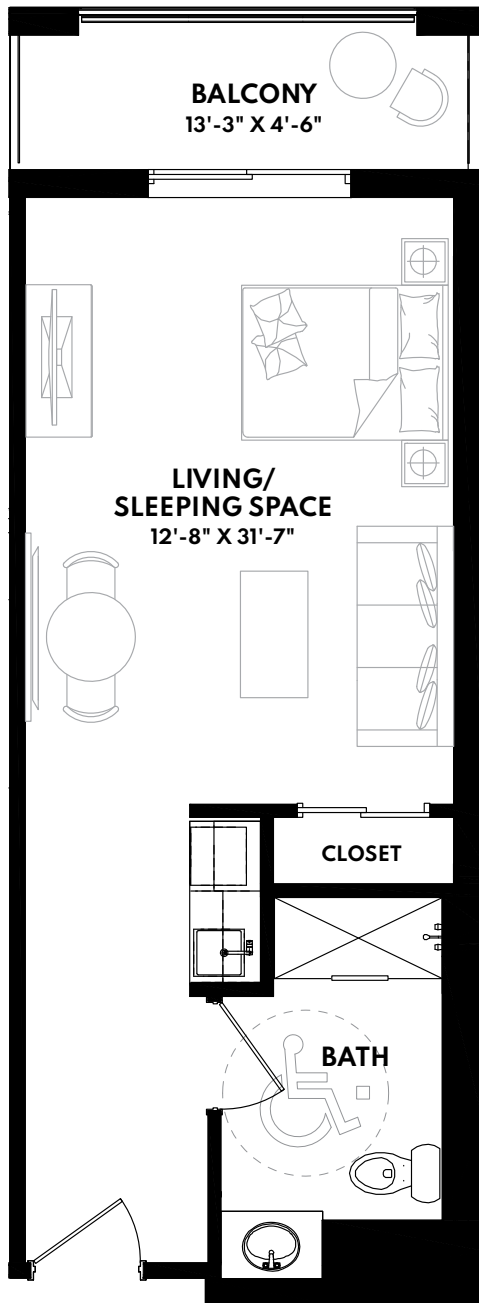 BALCONY
13'-3" X 4'-6"
LIVING/
SLEEPING SPACE
12'-8" X 31'-7"
CLOSET
BATH